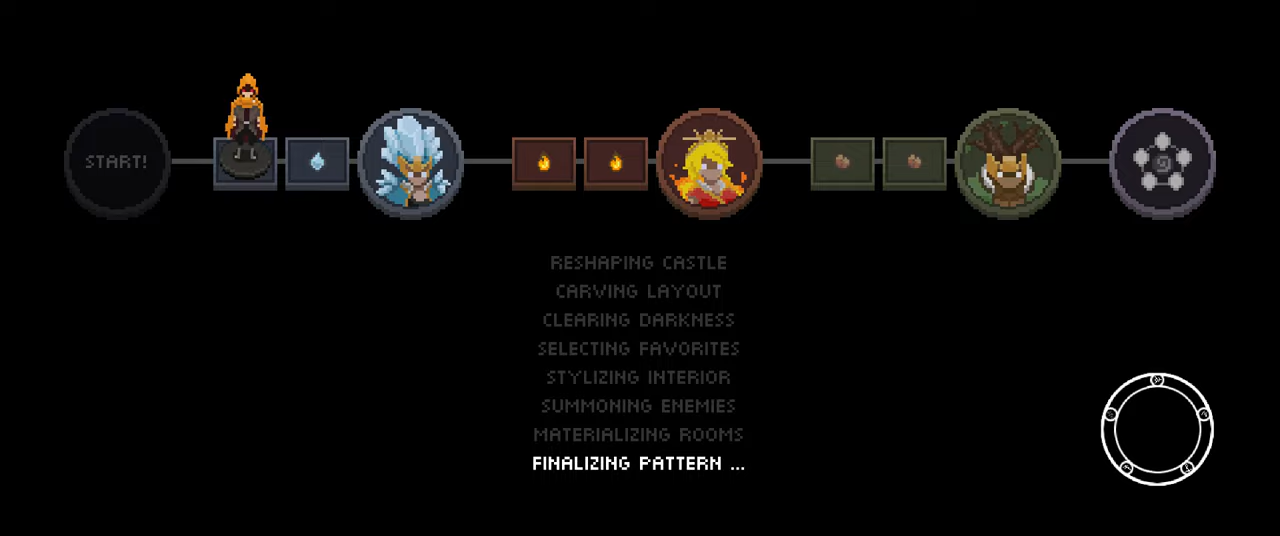 START!
RESHAPING CASTLE
CARVING LAYOUT
CLEARING DARKNESS
SELECTING FAVORITES
STYLIZING INTERIOR
SUMMONING ENEMIES
MATERIALIZING ROOMS
FINALIZING PATTERN ...